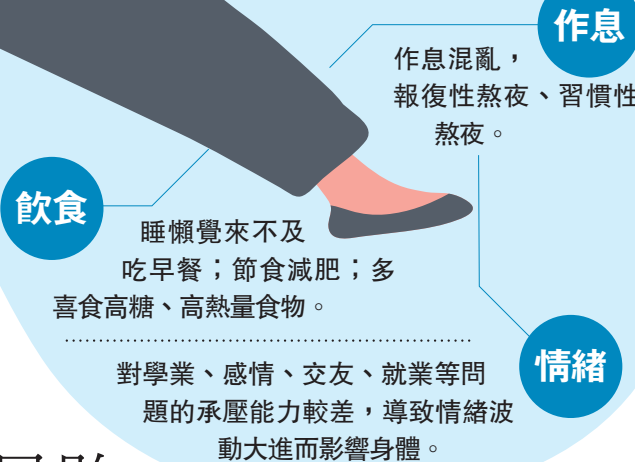 作息
作息混亂，
報復性熬夜、習慣性
熬夜。
飲食
睡懶覺來不及
吃早餐；節食減肥；多
喜食高糖、高熱量食物。
情緒
對學業、感情、交友、就業等問
題的承壓能力較差，導致情緒波
動大進而影響身體。